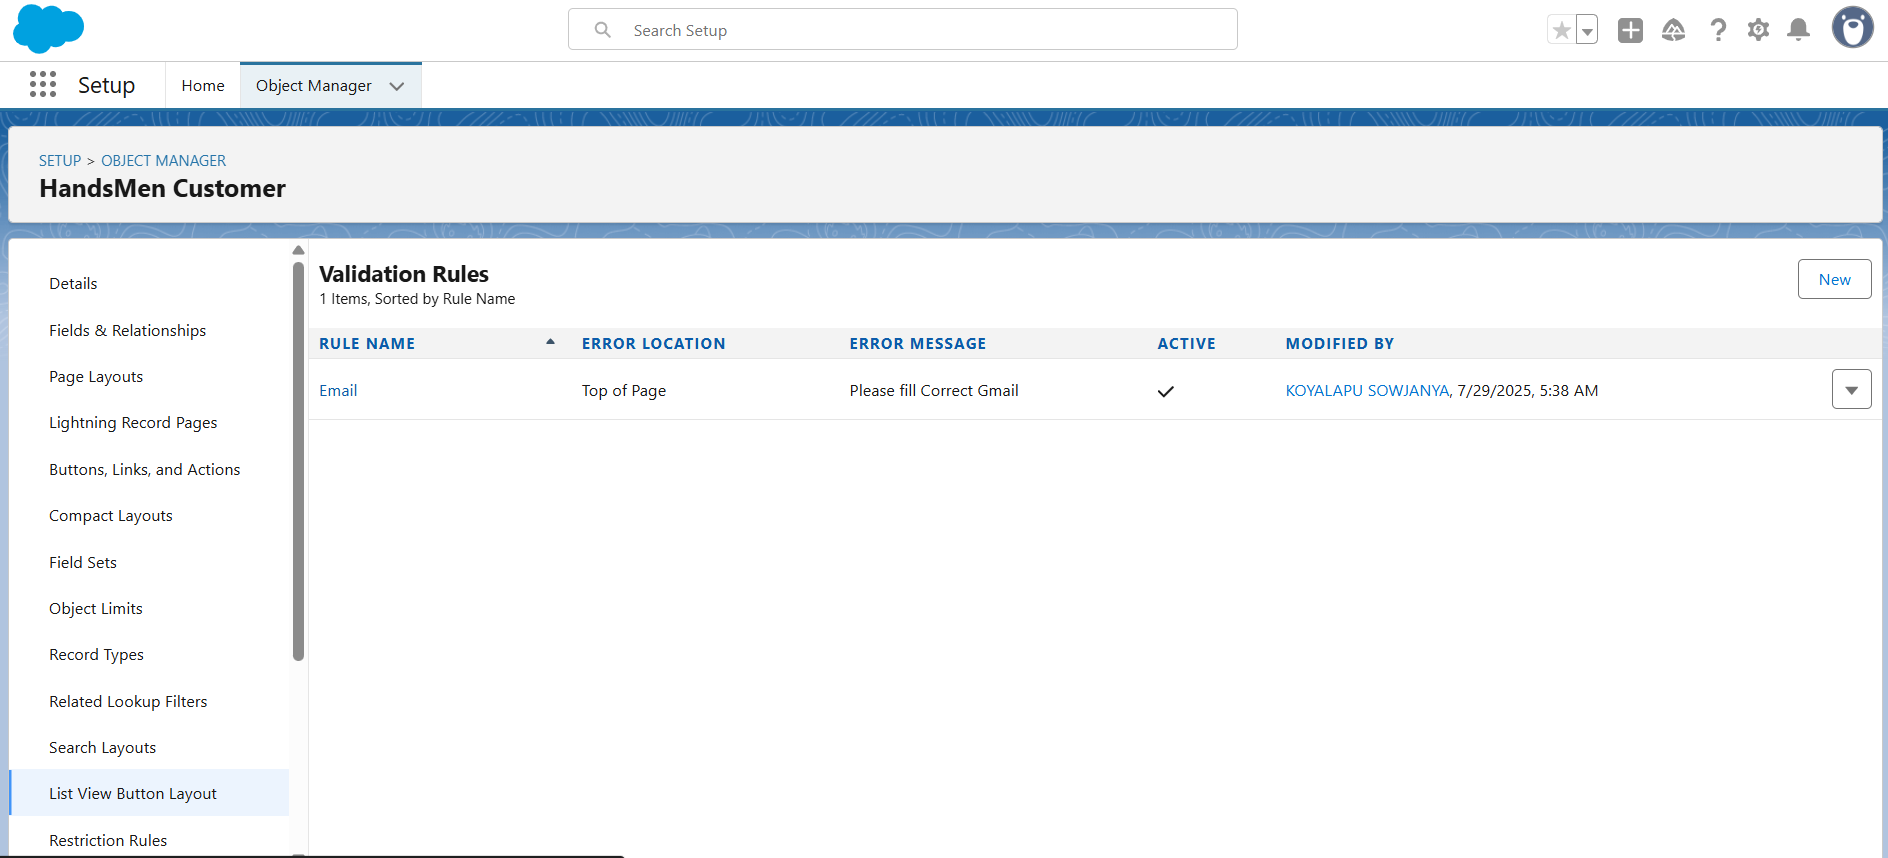 Search Setup
Setup
Home
Object Manager
SETUP > OBJECT MANAGER
HandsMen Customer
Details
Fields & Relationships
Page Layouts
Lightning Record Pages
Buttons, Links, and Actions
Compact Layouts
Field Sets
Object Limits
Record Types
Related Lookup Filters
Search Layouts
List View Button Layout
Restriction Rules
Validation Rules
1 Items, Sorted by Rule Name
New
RULE NAME ERROR LOCATION ERROR MESSAGE ACTIVE MODIFIED BY
Email Top of Page Please fill Correct Gmail KOYALAPU SOWJANYA, 7/29/2025, 5:38 AM